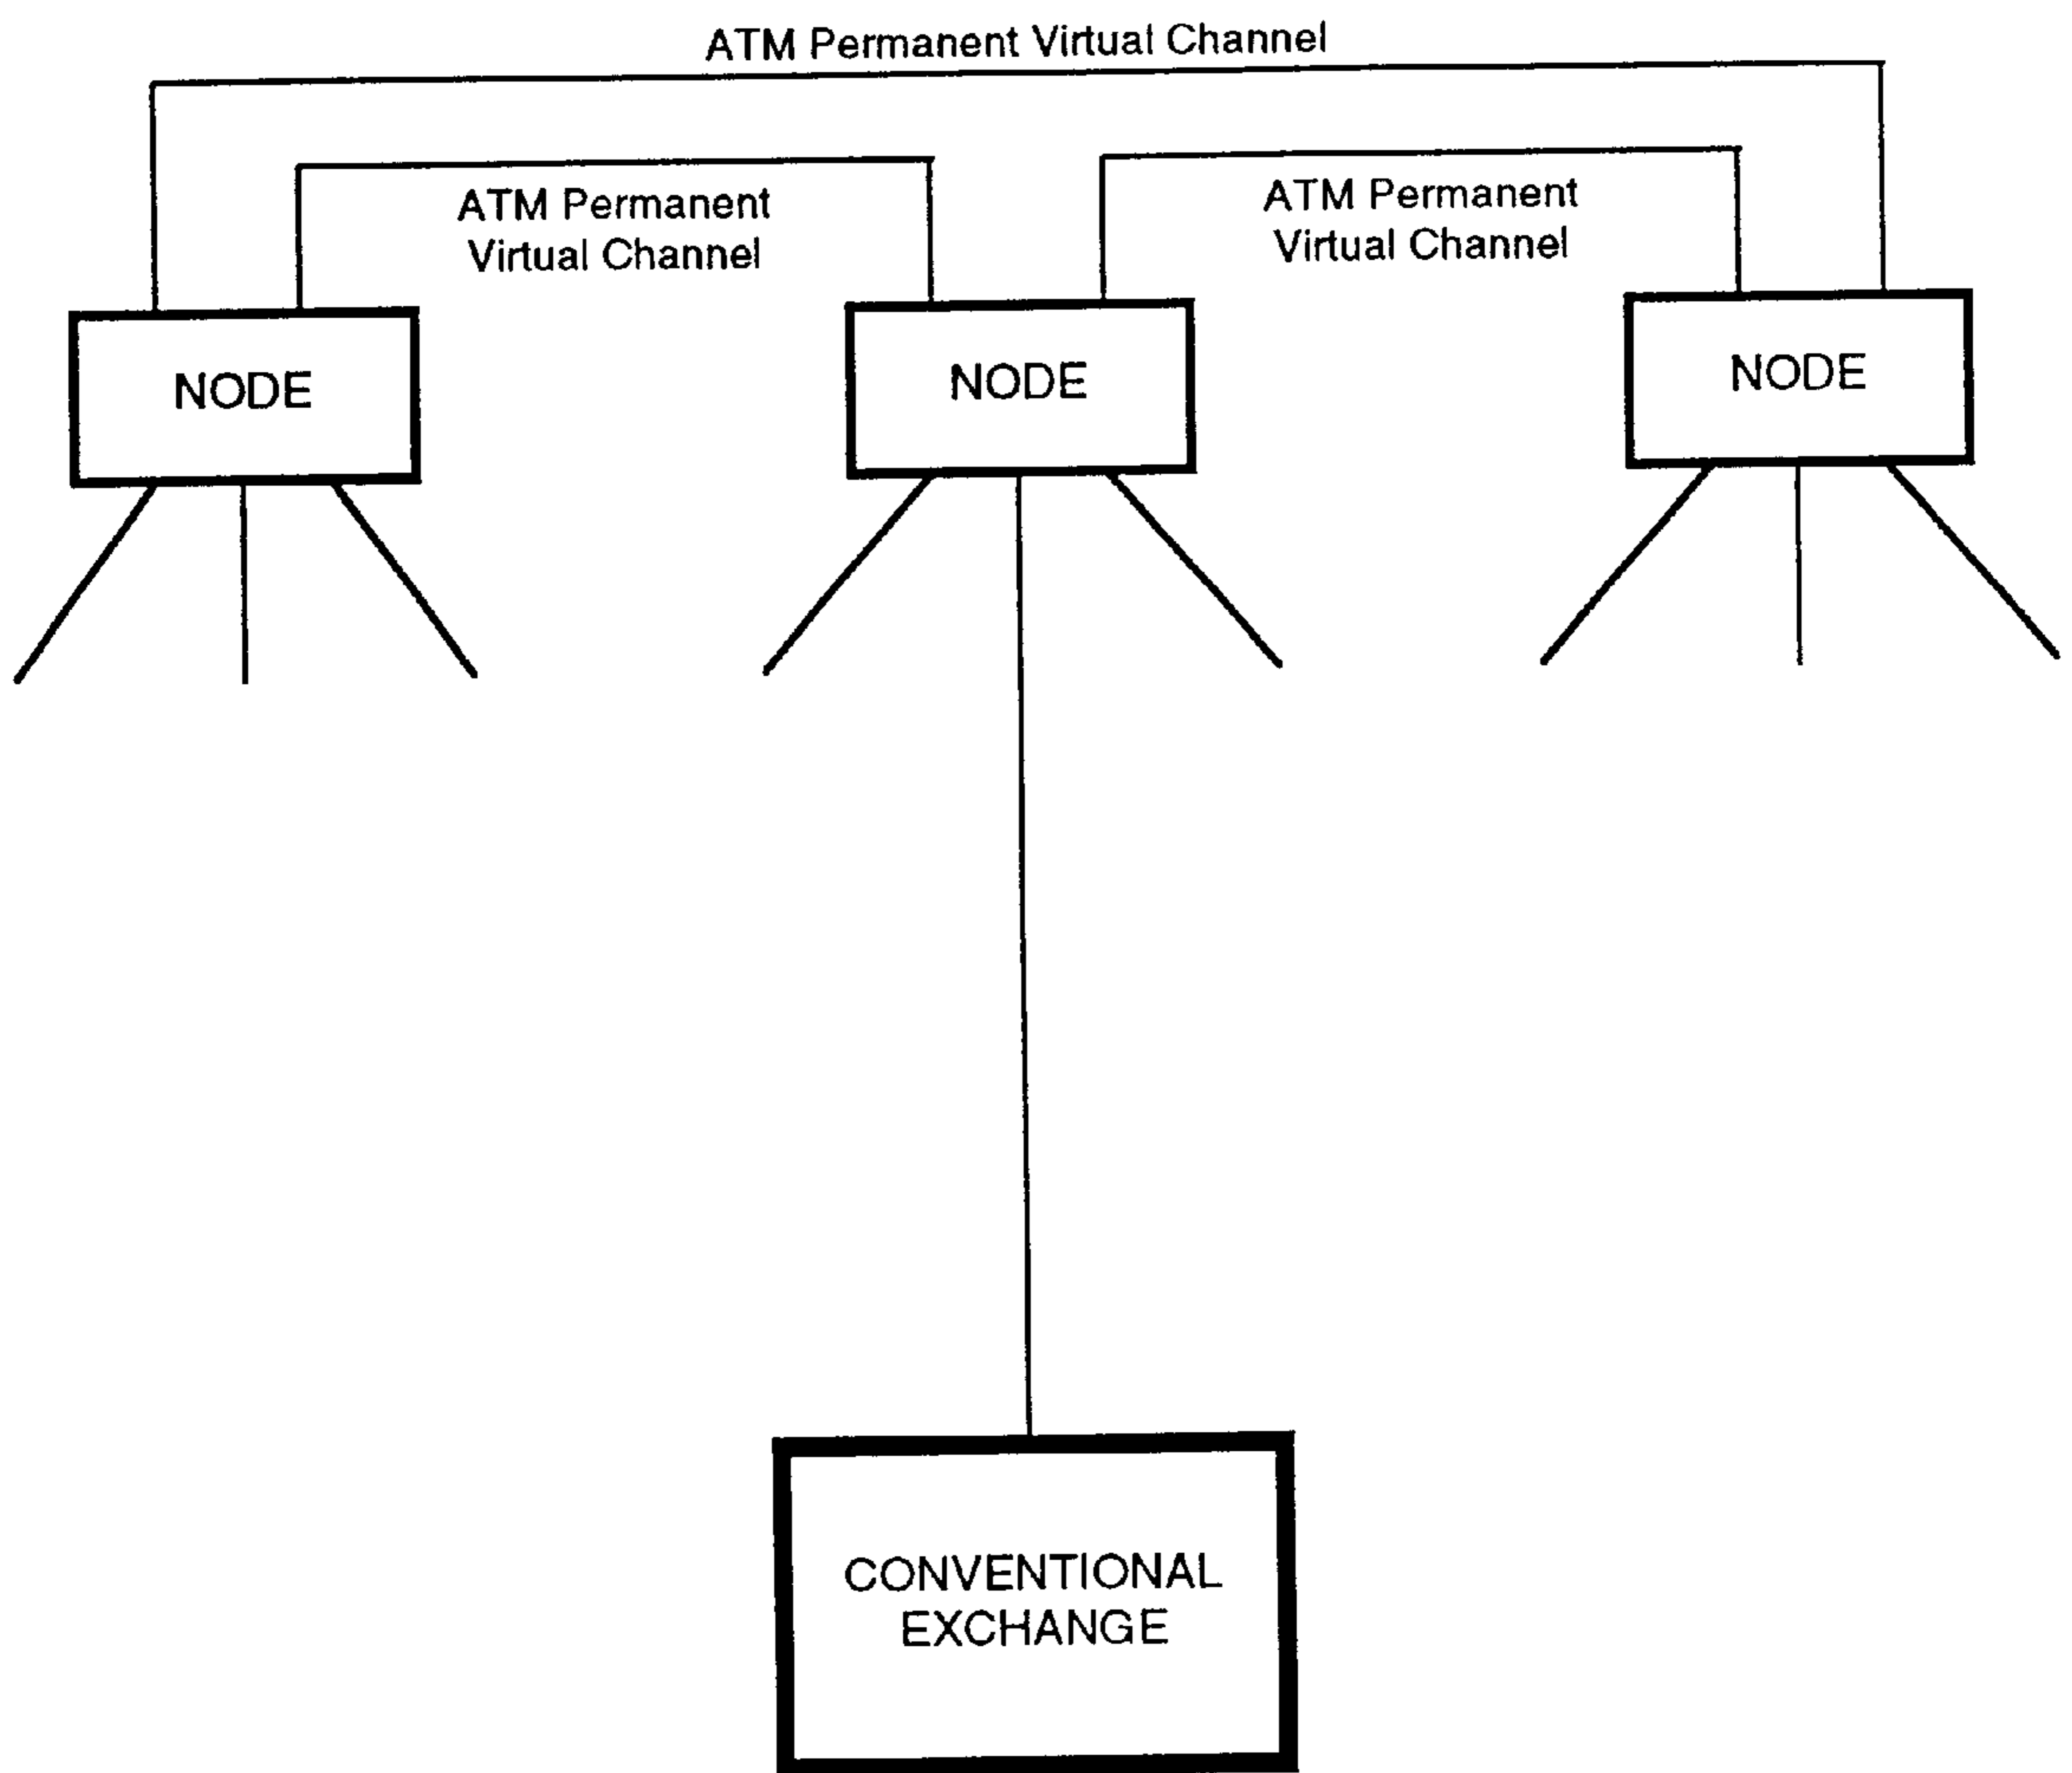 ATM Permanent Virtual Channel
ATM Permanent
Virtual Channel
ATM Permanent
Virtual Channel
NODE
NODE
NODE
CONVENTIONAL
EXCHANGE